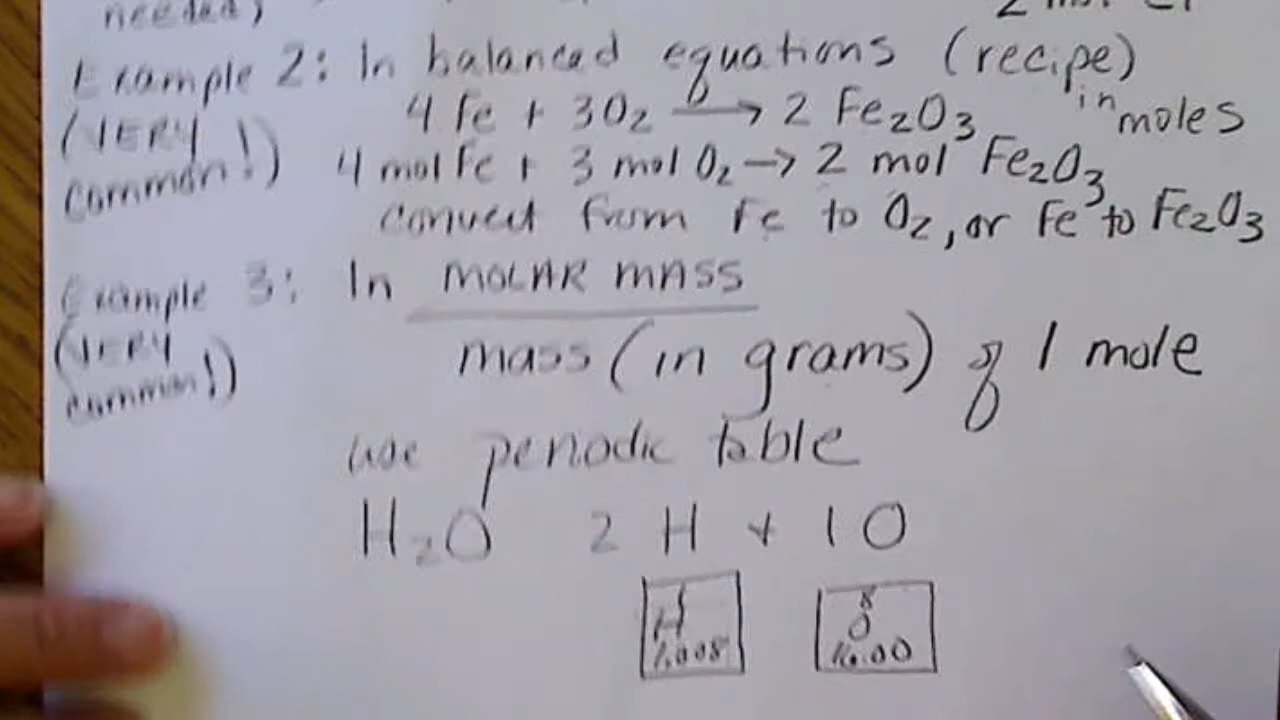 needed)
2 mol
Example 2: In balanced equations (recipe)
in moles
4 Fe + 3O₂ → 2 Fe₂O₃
(VERY common!)
4 mol Fe + 3 mol O₂ → 2 mol Fe₂O₃
convert from Fe to O₂, or Fe to Fe₂O₃
Example 3: In MOLAR MASS
(VERY common!)
mass (in grams) of 1 mole
use periodic table
H₂O 2 H + 1 O
1 H 1.008
8 O 16.00